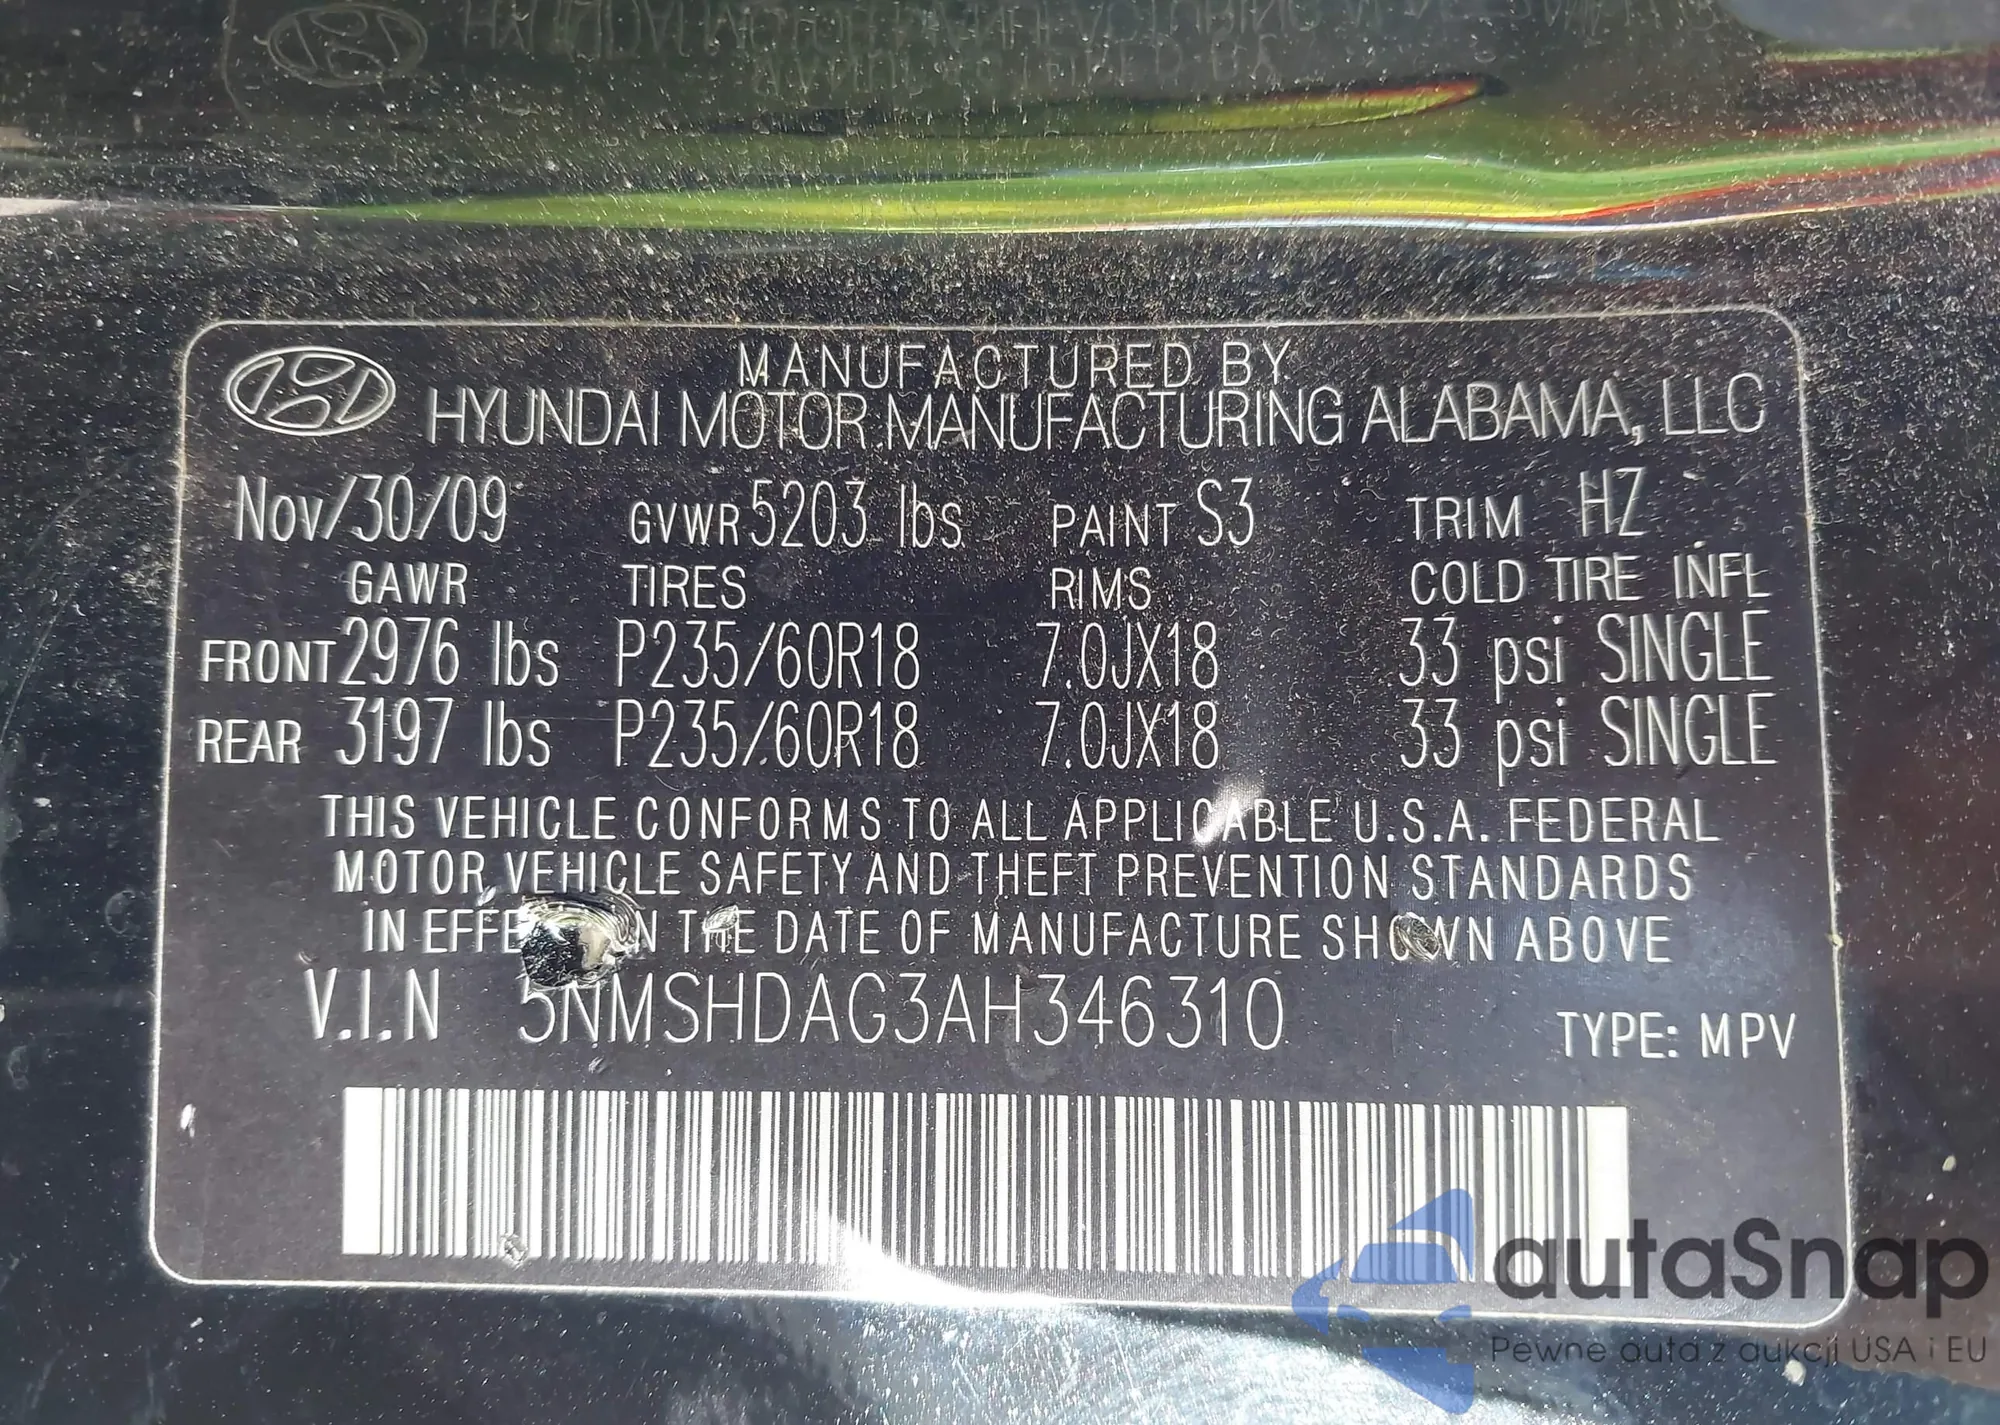 MANUFACTURED BY
HYUNDAI MOTOR MANUFACTURING ALABAMA, LLC
Nov/30/09 GVWR 5203 lbs PAINT S3 TRIM HZ
GAWR TIRES RIMS COLD TIRE INFL
FRONT 2976 lbs P235/60R18 7.0JX18 33 psi SINGLE
REAR 3197 lbs P235/60R18 7.0JX18 33 psi SINGLE
THIS VEHICLE CONFORMS TO ALL APPLICABLE U.S.A. FEDERAL
MOTOR VEHICLE SAFETY AND THEFT PREVENTION STANDARDS
IN EFFE N THE DATE OF MANUFACTURE SHOWN ABOVE
V.I.N 5NMSHDAG3AH346310 TYPE: MPV
autaSnap
Pewne auta z aukcji USA i EU